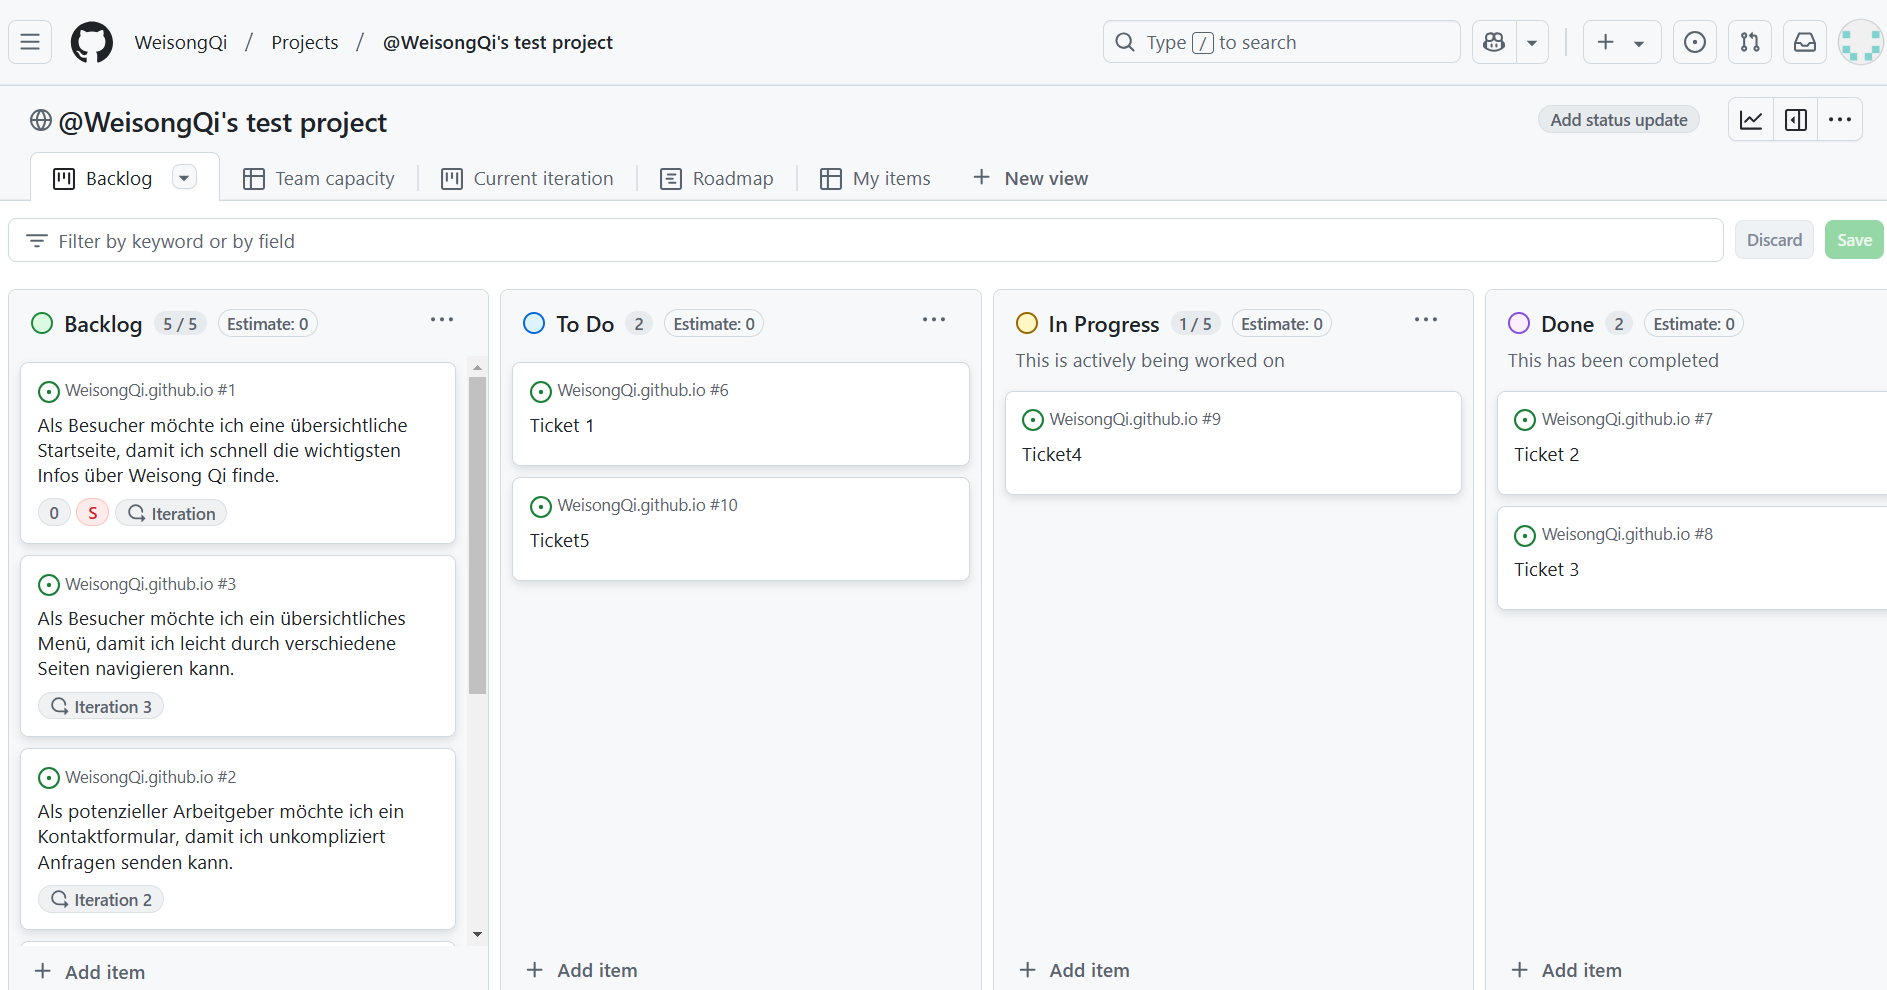 WeisongQi / Projects / @WeisongQi's test project
Type / to search
@WeisongQi's test project
Add status update
Backlog
Team capacity
Current iteration
Roadmap
My items
+ New view
Filter by keyword or by field
Discard
Save
Backlog 5 / 5 Estimate: 0
WeisongQi.github.io #1
Als Besucher möchte ich eine übersichtliche
Startseite, damit ich schnell die wichtigsten
Infos über Weisong Qi finde.
0 S Iteration
WeisongQi.github.io #3
Als Besucher möchte ich ein übersichtliches
Menü, damit ich leicht durch verschiedene
Seiten navigieren kann.
Iteration 3
WeisongQi.github.io #2
Als potenzieller Arbeitgeber möchte ich ein
Kontaktformular, damit ich unkompliziert
Anfragen senden kann.
Iteration 2
+ Add item
To Do 2 Estimate: 0
WeisongQi.github.io #6
Ticket 1
WeisongQi.github.io #10
Ticket5
+ Add item
In Progress 1 / 5 Estimate: 0
This is actively being worked on
WeisongQi.github.io #9
Ticket4
+ Add item
Done 2 Estimate: 0
This has been completed
WeisongQi.github.io #7
Ticket 2
WeisongQi.github.io #8
Ticket 3
+ Add item